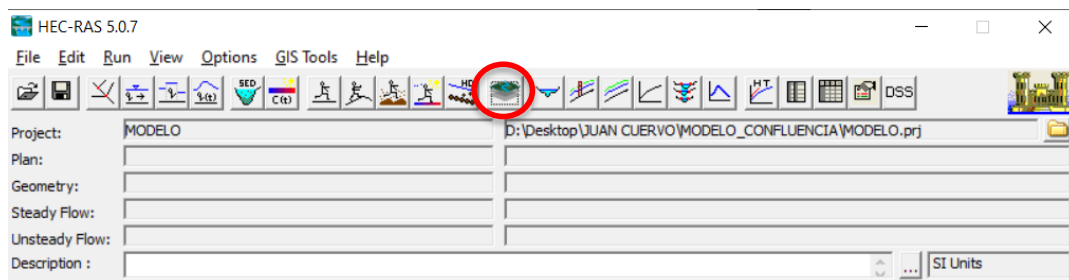 HEC-RAS 5.0.7
File Edit Run View Options GIS Tools Help
SED C(t) HD HT DSS
Project: MODELO D:\Desktop\JUAN CUERVO\MODELO_CONFLUENCIA\MODELO.prj
Plan:
Geometry:
Steady Flow:
Unsteady Flow:
Description : ... SI Units